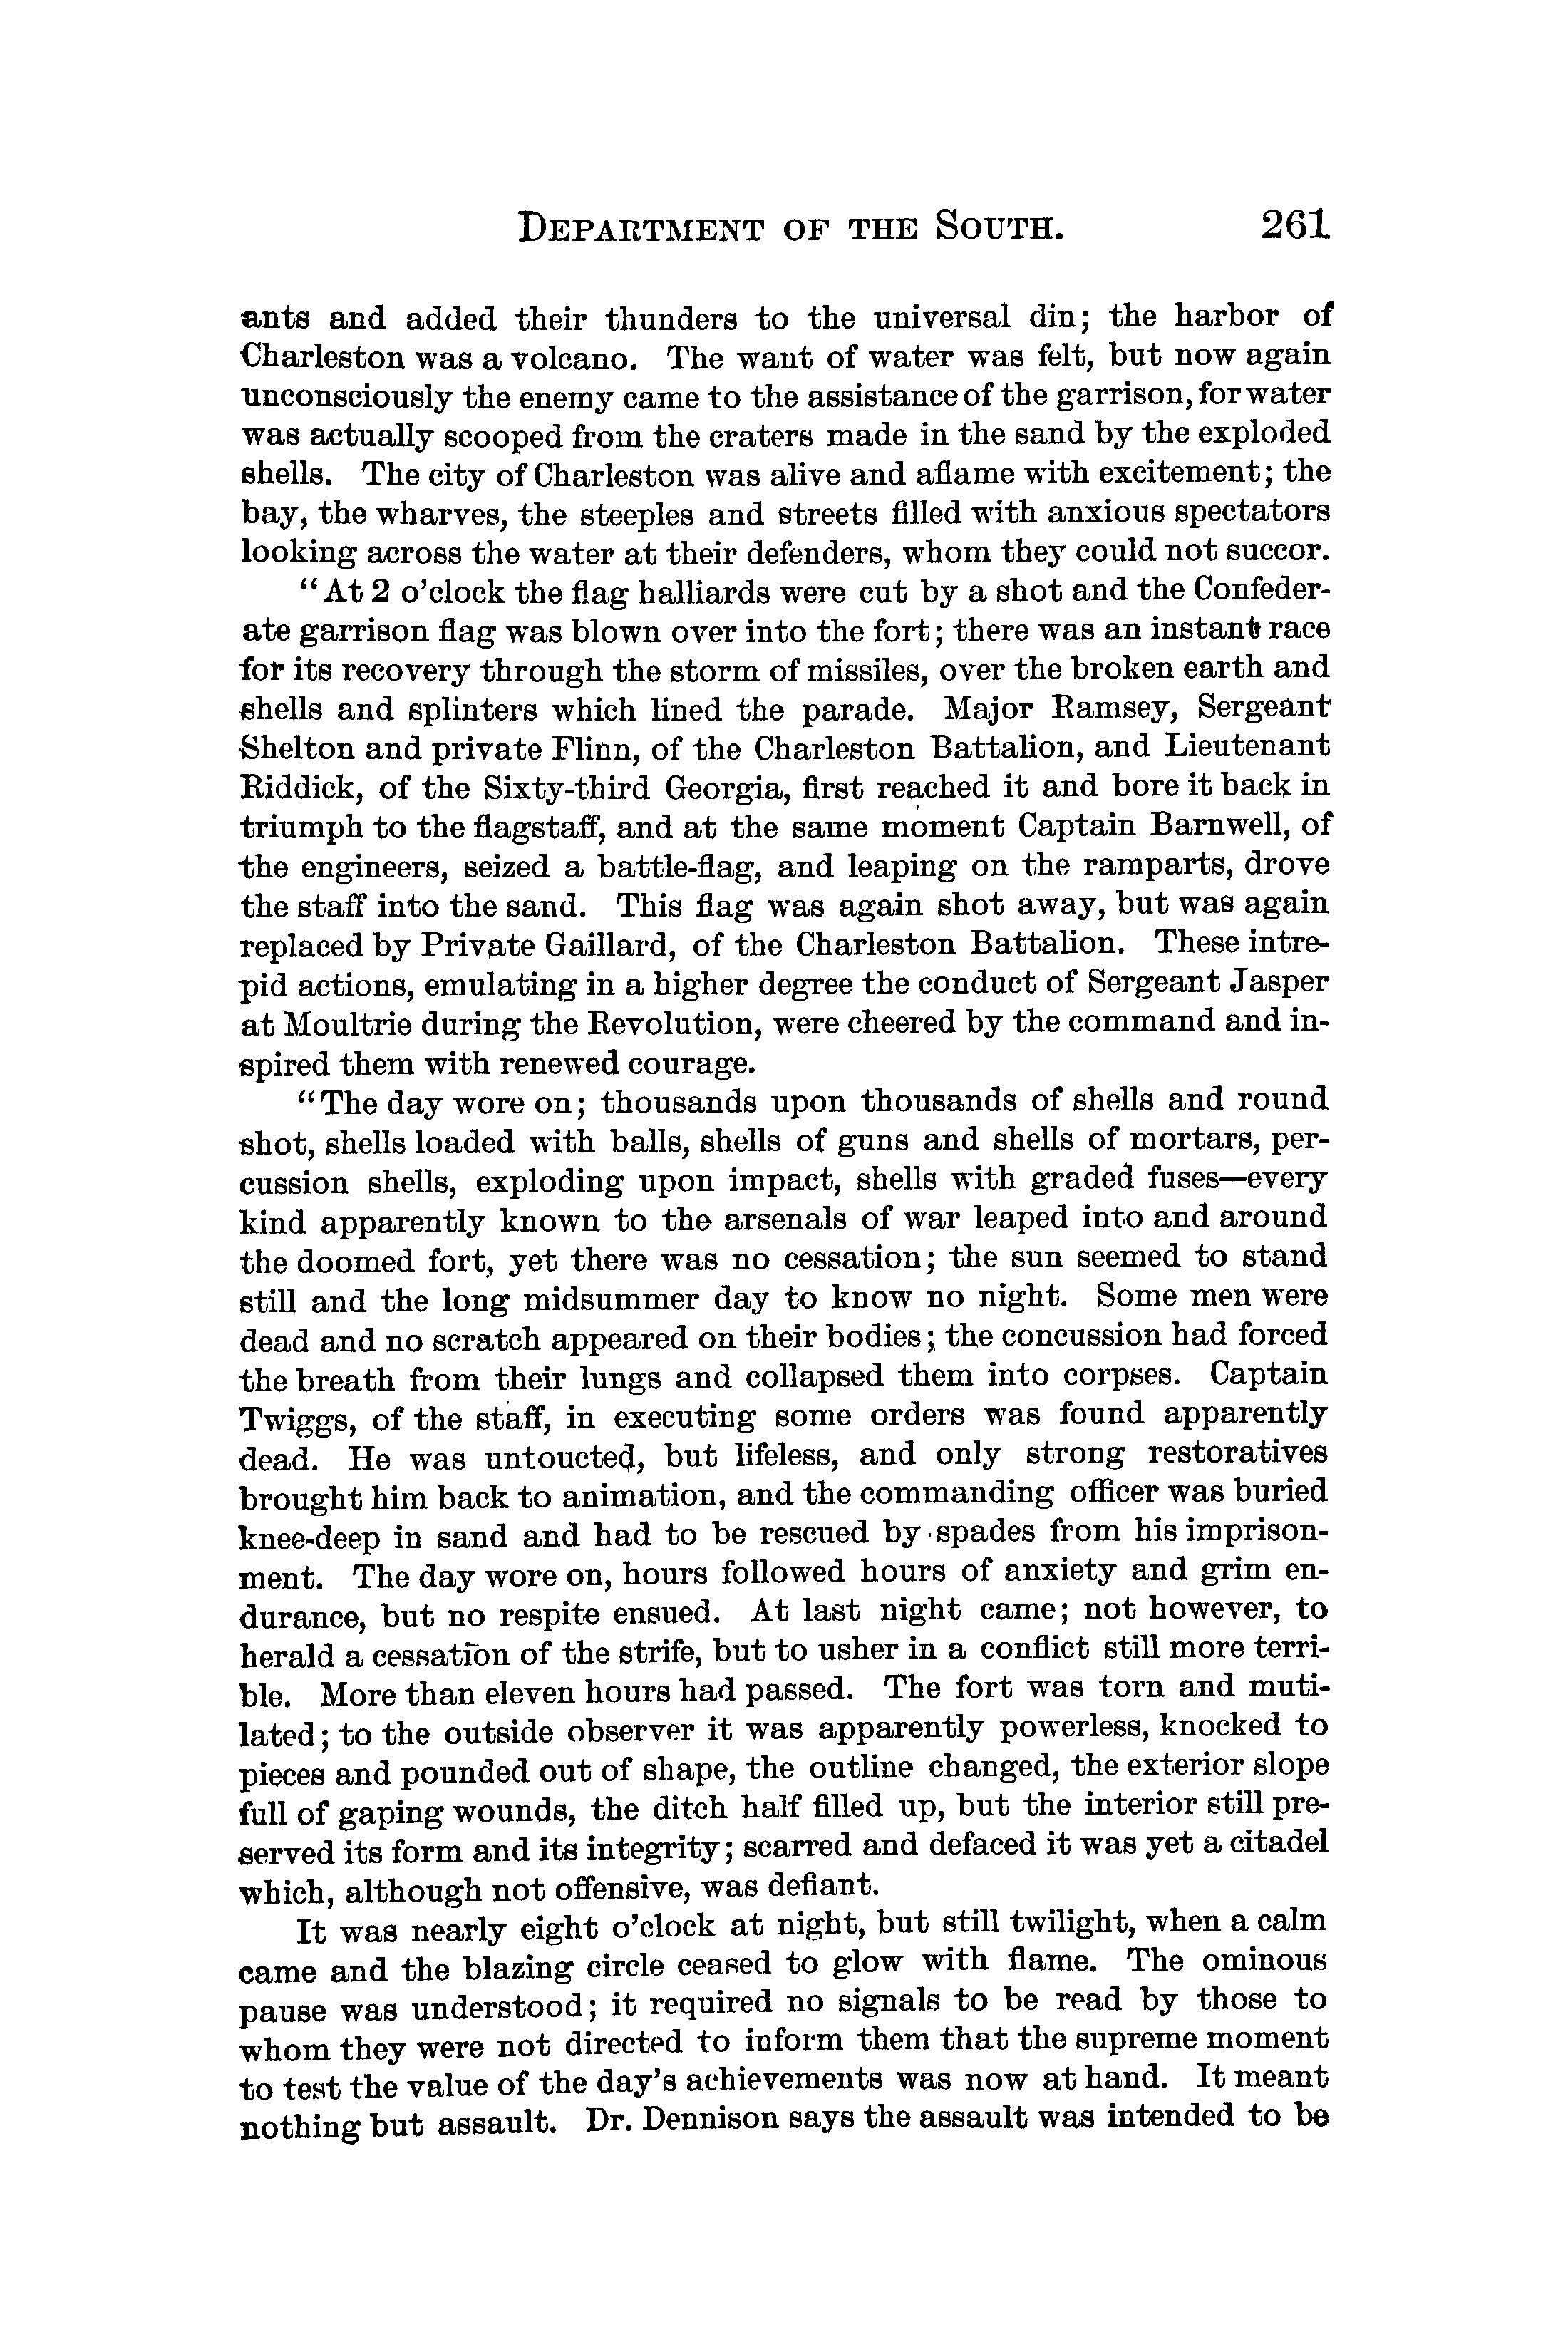 DEPARTMENT OF THE SOUTH. 261
ants and added their thunders to the universal din; the harbor of
Charleston was a volcano. The want of water was felt, but now again
unconsciously the enemy came to the assistance of the garrison, for water
was actually scooped from the craters made in the sand by the exploded
shells. The city of Charleston was alive and aflame with excitement; the
bay, the wharves, the steeples and streets filled with anxious spectators
looking across the water at their defenders, whom they could not succor.
"At 2 o'clock the flag halliards were cut by a shot and the Confeder-
ate garrison flag was blown over into the fort; there was an instant race
for its recovery through the storm of missiles, over the broken earth and
shells and splinters which lined the parade. Major Ramsey, Sergeant
Shelton and private Flinn, of the Charleston Battalion, and Lieutenant
Riddick, of the Sixty-third Georgia, first reached it and bore it back in
triumph to the flagstaff, and at the same moment Captain Barnwell, of
the engineers, seized a battle-flag, and leaping on the ramparts, drove
the staff into the sand. This flag was again shot away, but was again
replaced by Private Gaillard, of the Charleston Battalion. These intre-
pid actions, emulating in a higher degree the conduct of Sergeant Jasper
at Moultrie during the Revolution, were cheered by the command and in-
spired them with renewed courage.
"The day wore on; thousands upon thousands of shells and round
shot, shells loaded with balls, shells of guns and shells of mortars, per-
cussion shells, exploding upon impact, shells with graded fuses—every
kind apparently known to the arsenals of war leaped into and around
the doomed fort, yet there was no cessation; the sun seemed to stand
still and the long midsummer day to know no night. Some men were
dead and no scratch appeared on their bodies; the concussion had forced
the breath from their lungs and collapsed them into corpses. Captain
Twiggs, of the staff, in executing some orders was found apparently
dead. He was untoucted, but lifeless, and only strong restoratives
brought him back to animation, and the commanding officer was buried
knee-deep in sand and had to be rescued by spades from his imprison-
ment. The day wore on, hours followed hours of anxiety and grim en-
durance, but no respite ensued. At last night came; not however, to
herald a cessation of the strife, but to usher in a conflict still more terri-
ble. More than eleven hours had passed. The fort was torn and muti-
lated; to the outside observer it was apparently powerless, knocked to
pieces and pounded out of shape, the outline changed, the exterior slope
full of gaping wounds, the ditch half filled up, but the interior still pre-
served its form and its integrity; scarred and defaced it was yet a citadel
which, although not offensive, was defiant.
It was nearly eight o'clock at night, but still twilight, when a calm
came and the blazing circle ceased to glow with flame. The ominous
pause was understood; it required no signals to be read by those to
whom they were not directed to inform them that the supreme moment
to test the value of the day's achievements was now at hand. It meant
nothing but assault. Dr. Dennison says the assault was intended to be